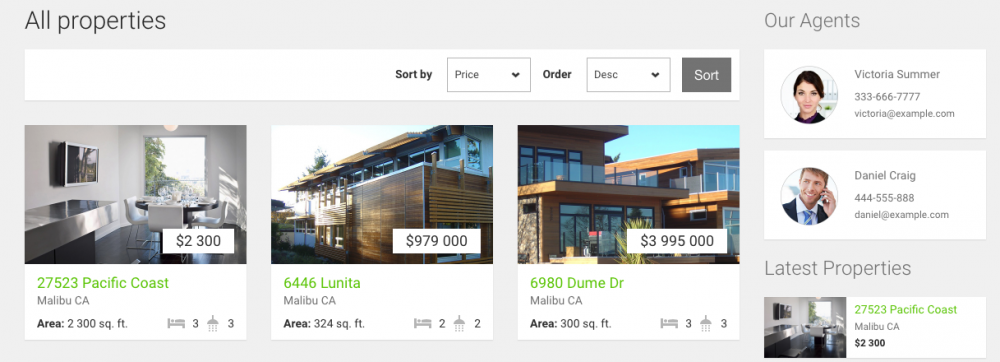 All properties
Sort by Price Order Desc Sort
$2 300
27523 Pacific Coast
Malibu CA
Area: 2 300 sq. ft. 3 3
$979 000
6446 Lunita
Malibu CA
Area: 324 sq. ft. 2 2
$3 995 000
6980 Dume Dr
Malibu CA
Area: 300 sq. ft. 3 3
Our Agents
Victoria Summer
333-666-7777
victoria@example.com
Daniel Craig
444-555-888
daniel@example.com
Latest Properties
27523 Pacific Coast
Malibu CA
$2 300